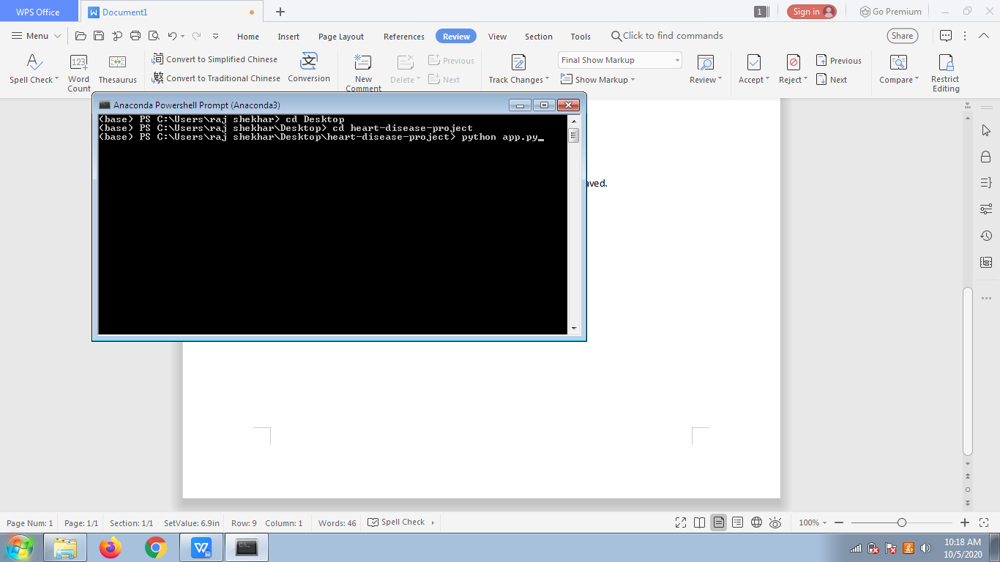 WPS Office
Document1
1
Sign in
Go Premium
Menu
Home
Insert
Page Layout
References
Review
View
Section
Tools
Click to find commands
Share
Spell Check
123
Word
Count
Thesaurus
简
Convert to Simplified Chinese
繁
Convert to Traditional Chinese
文
Conversion
New
Comment
Delete
Previous
Next
Track Changes
Final Show Markup
Show Markup
Review
Accept
Reject
Previous
Next
Compare
Restrict
Editing
Anaconda Powershell Prompt (Anaconda3)
(base) PS C:\Users\raj shekhar> cd Desktop
(base) PS C:\Users\raj shekhar\Desktop> cd heart-disease-project
(base) PS C:\Users\raj shekhar\Desktop\heart-disease-project> python app.py_
aved.
Page Num: 1
Page: 1/1
Section: 1/1
SetValue: 6.9in
Row: 9
Column: 1
Words: 46
Spell Check
100%
10:18 AM
10/5/2020